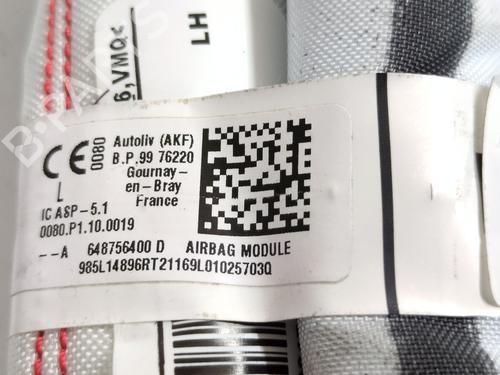 6,VMQ<
LH
B-PARTS
CE 0080
Autoliv (AKF)
B.P.99 76220
Gournay-
en-Bray
France
L
IC ASP-5.1
0080.P1.10.0019
--A 648756400 D AIRBAG MODULE
985L14896RT21169L01025703Q